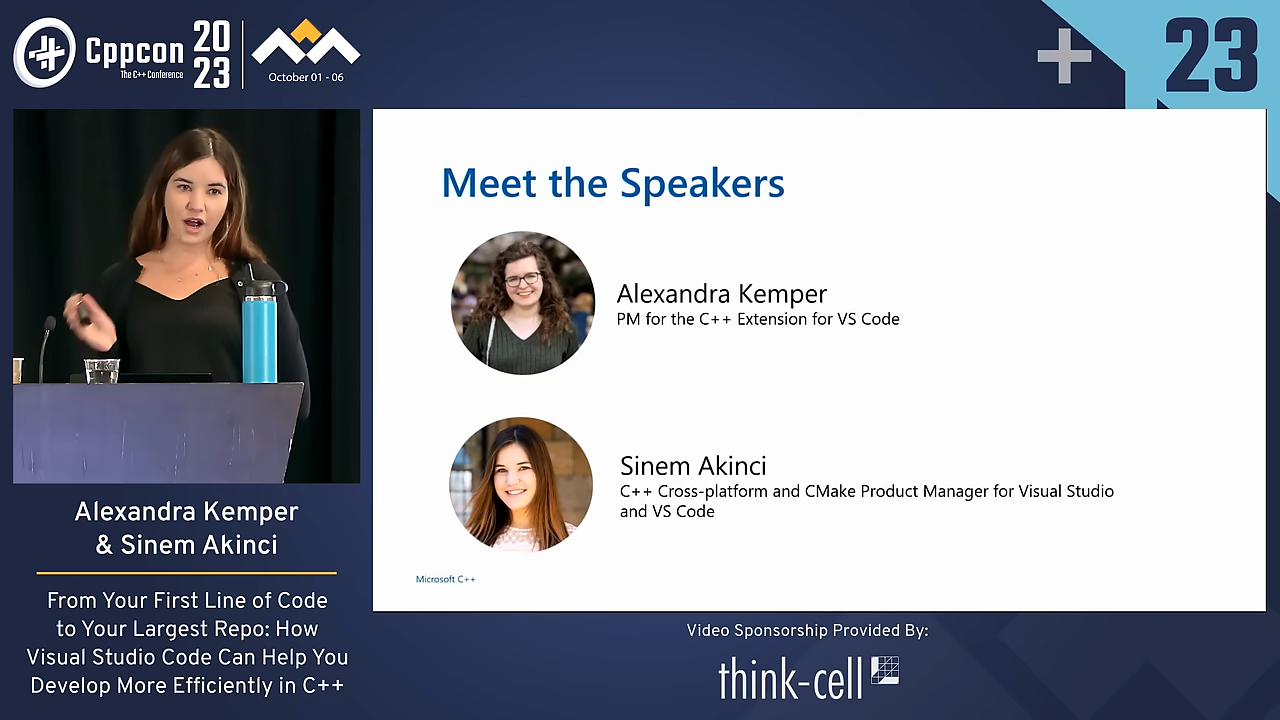 Cppcon
The C++ Conference
20
23
October 01 - 06
23
Meet the Speakers
Alexandra Kemper
PM for the C++ Extension for VS Code
Sinem Akinci
C++ Cross-platform and CMake Product Manager for Visual Studio
and VS Code
Microsoft C++
Alexandra Kemper
& Sinem Akinci
From Your First Line of Code
to Your Largest Repo: How
Visual Studio Code Can Help You
Develop More Efficiently in C++
Video Sponsorship Provided By:
think-cell